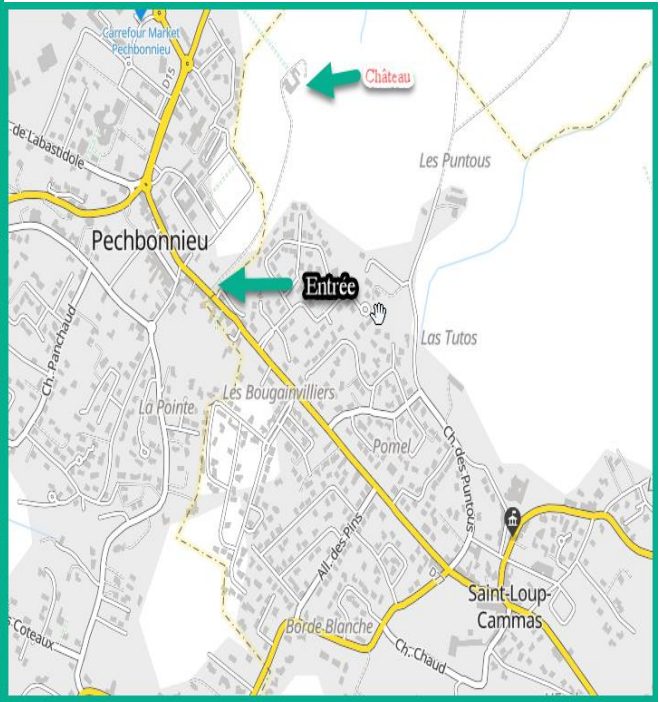 Carrefour Market
Pechbonnieu
D15
Château
de Labastidole
Les Puntous
Pechbonnieu
Entrée
Ch. Panchaud
Las Tutos
Les Bougainvilliers
La Pointe
Pomel
Ch. des Puntous
All. des Pins
Saint-Loup-
Cammas
Borde Blanche
Ch. Chaud
Coteaux